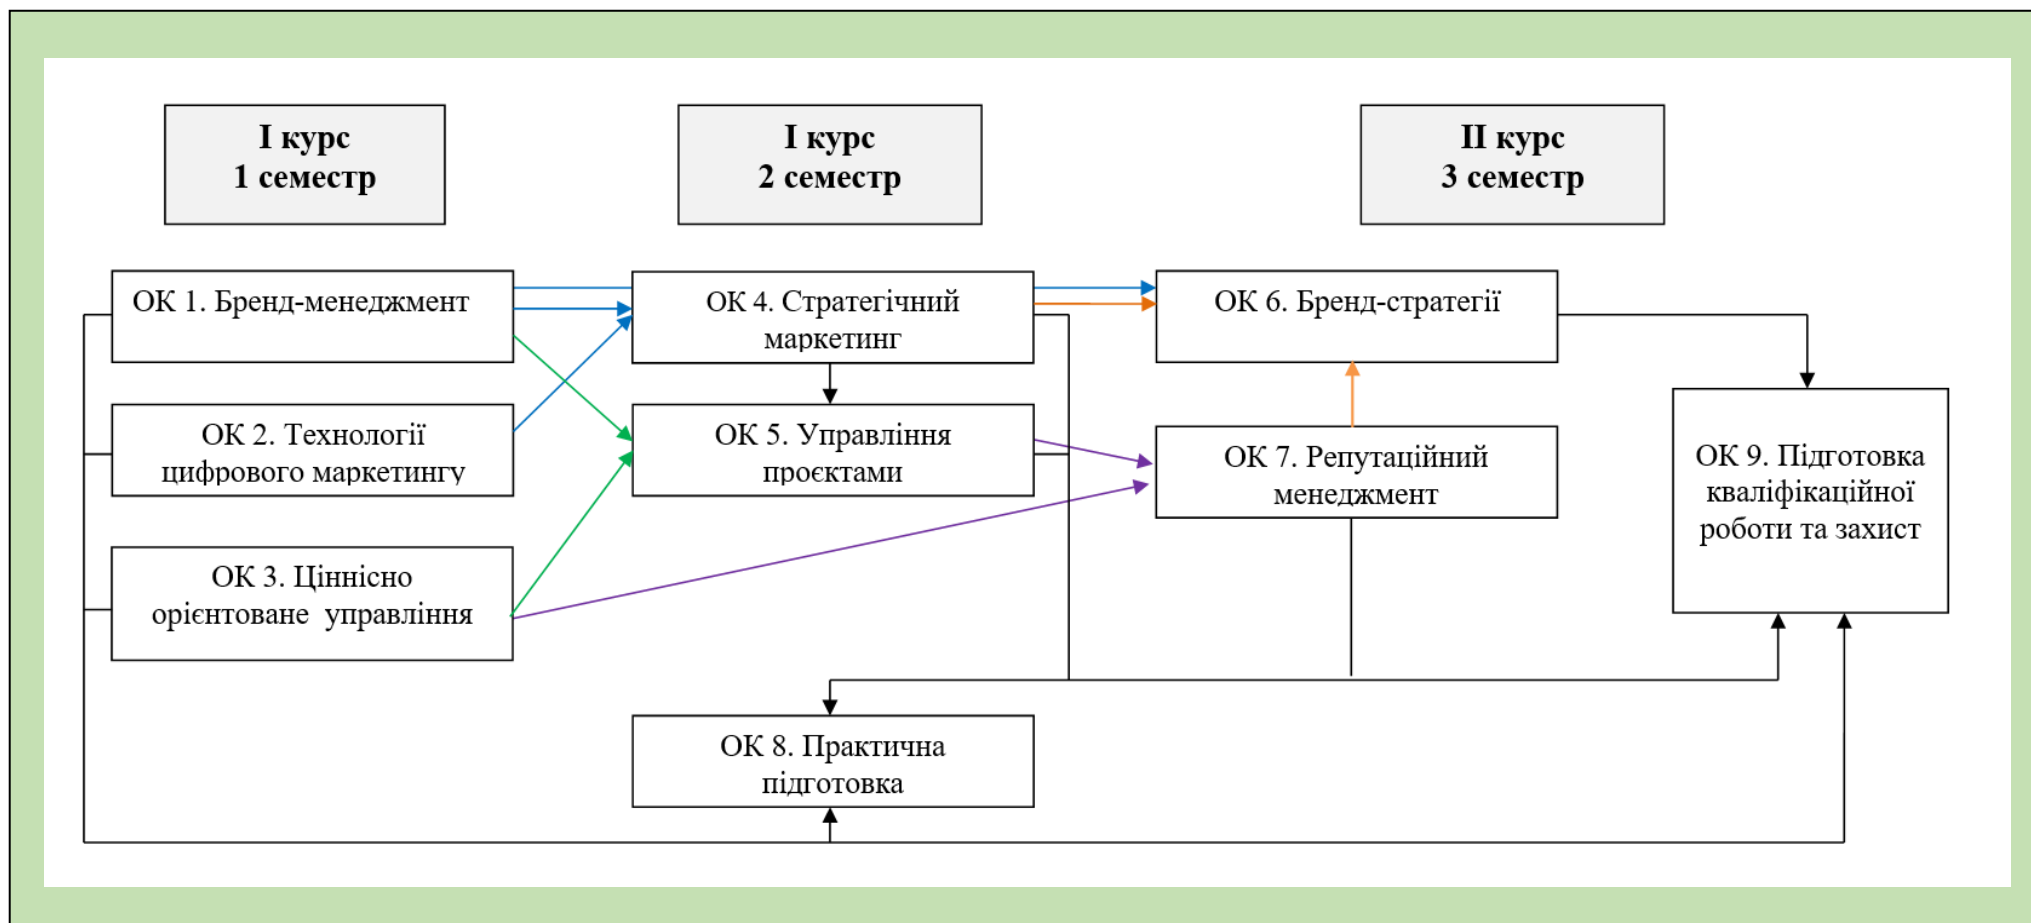 І курс
1 семестр
І курс
2 семестр
ІІ курс
3 семестр
ОК 1. Бренд-менеджмент
ОК 4. Стратегічний
маркетинг
ОК 6. Бренд-стратегії
ОК 2. Технології
цифрового маркетингу
ОК 5. Управління
проєктами
ОК 7. Репутаційний
менеджмент
ОК 9. Підготовка
кваліфікаційної
роботи та захист
ОК 3. Ціннісно
орієнтоване управління
ОК 8. Практична
підготовка